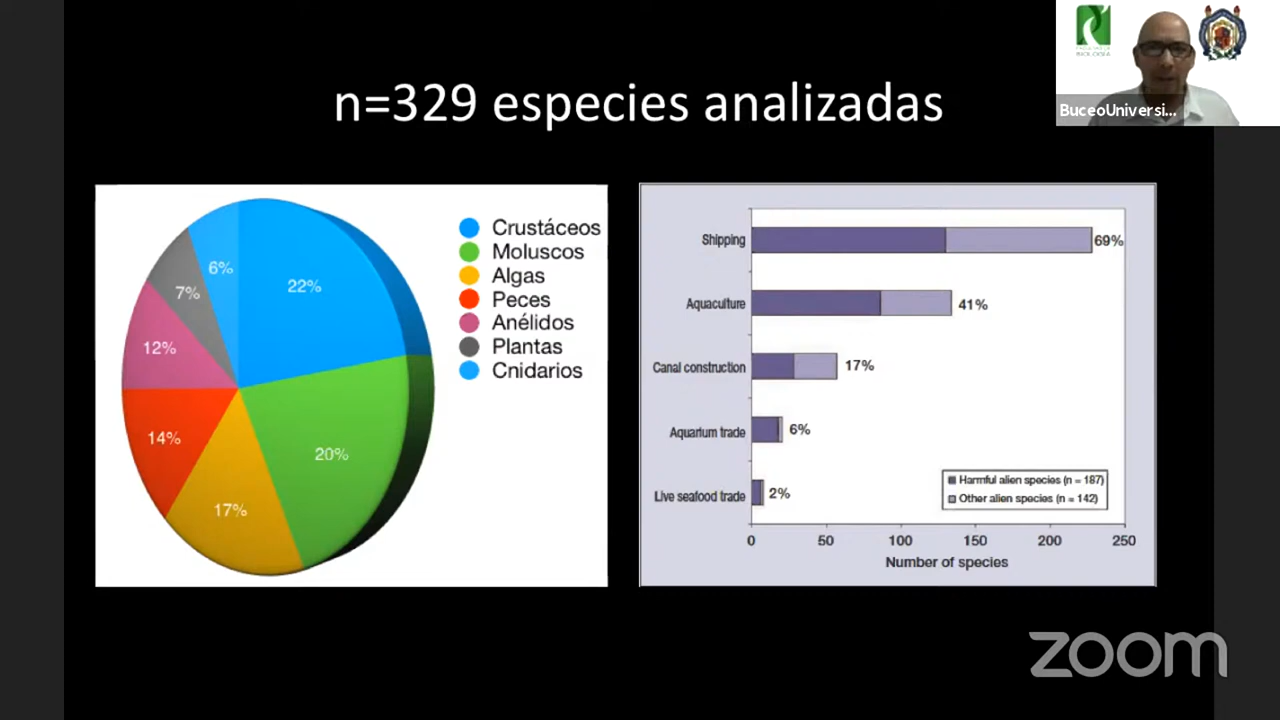 n=329 especies analizadas
BuceoUniversi...
Crustáceos
Moluscos
Algas
Peces
Anélidos
Plantas
Cnidarios
6%
22%
7%
12%
14%
20%
17%
Shipping
69%
Aquaculture
41%
Canal construction
17%
Aquarium trade
6%
Live seafood trade
2%
Harmful alien species (n = 187)
Other alien species (n = 142)
0 50 100 150 200 250
Number of species
zoom